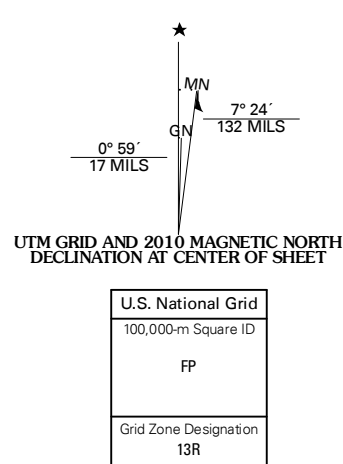 MN
7° 24´
132 MILS
GN
0° 59´
17 MILS
UTM GRID AND 2010 MAGNETIC NORTH
DECLINATION AT CENTER OF SHEET
U.S. National Grid
100,000-m Square ID
FP
Grid Zone Designation
13R